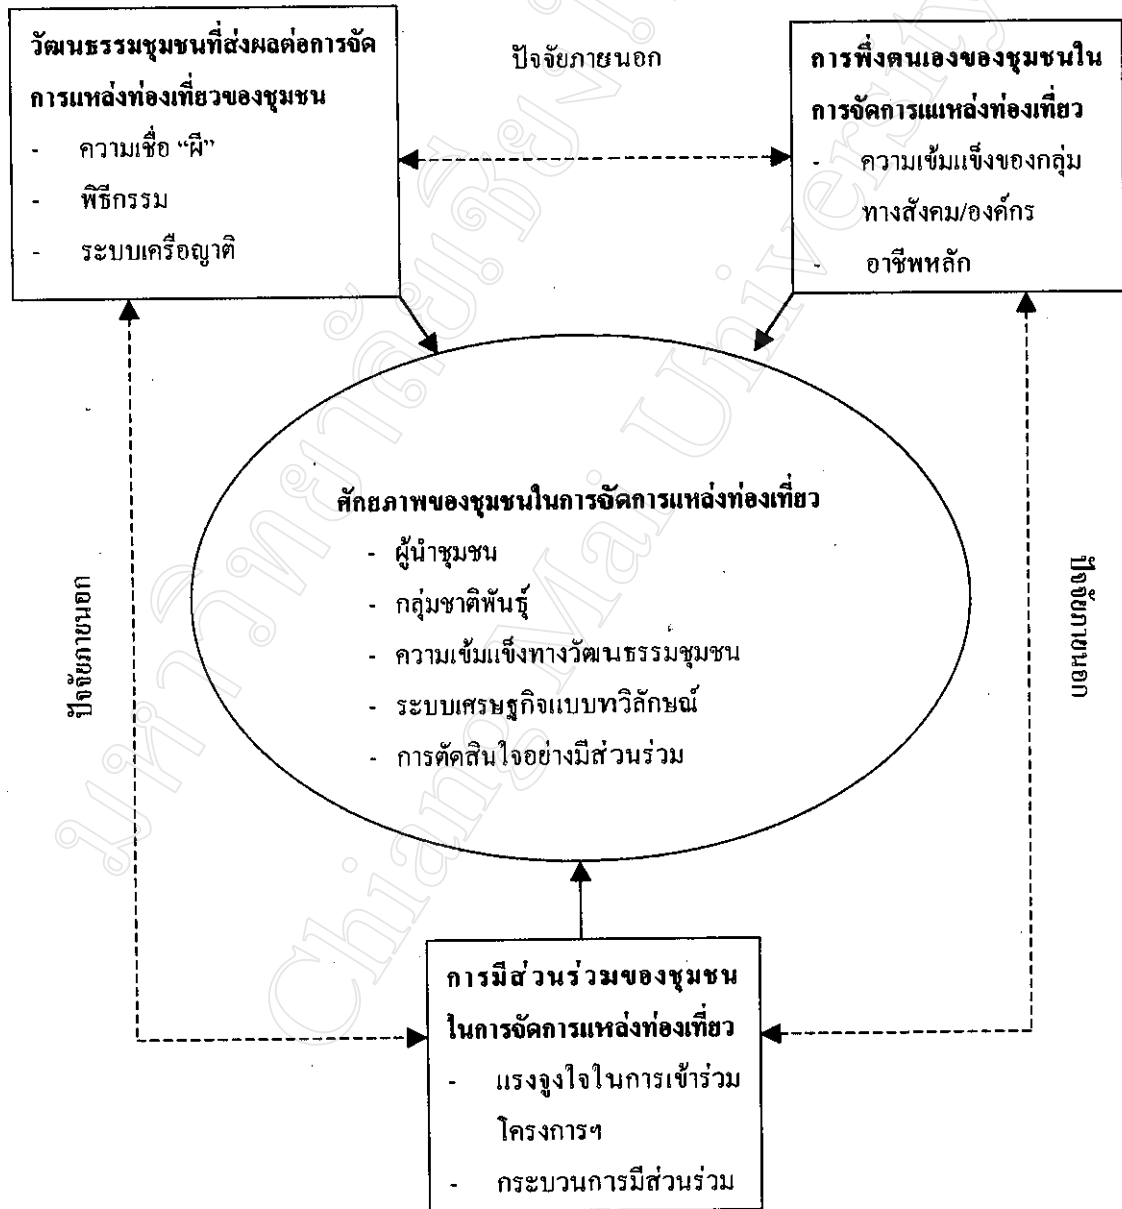 วัฒนธรรมชุมชนที่ส่งผลต่อการจัด
การแหล่งท่องเที่ยวของชุมชน
- ความเชื่อ “ผี”
- พิธีกรรม
- ระบบเครือญาติ
ปัจจัยภายนอก
การพึ่งตนเองของชุมชนใน
การจัดการแหล่งท่องเที่ยว
- ความเข้มแข็งของกลุ่ม
ทางสังคม/องค์กร
- อาชีพหลัก
ศักยภาพของชุมชนในการจัดการแหล่งท่องเที่ยว
- ผู้นำชุมชน
- กลุ่มชาติพันธุ์
- ความเข้มแข็งทางวัฒนธรรมชุมชน
- ระบบเศรษฐกิจแบบทวิลักษณ์
- การตัดสินใจอย่างมีส่วนร่วม
ปัจจัยภายนอก
ปัจจัยภายนอก
การมีส่วนร่วมของชุมชน
ในการจัดการแหล่งท่องเที่ยว
- แรงจูงใจในการเข้าร่วม
โครงการฯ
- กระบวนการมีส่วนร่วม
มหาวิทยาลัยเชียงใหม่
Chiang Mai University